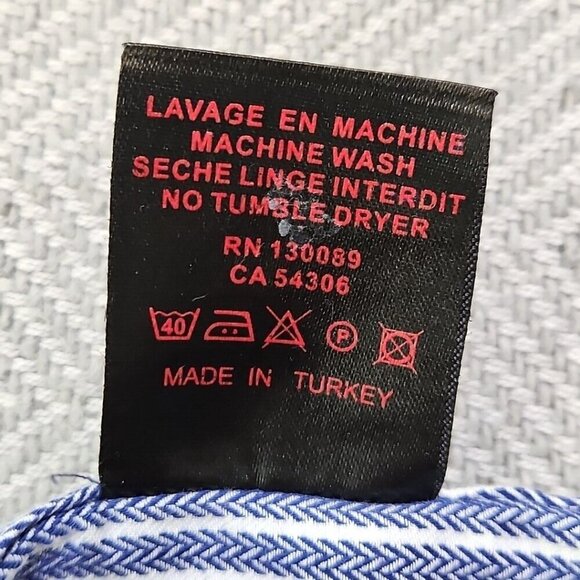 LAVAGE EN MACHINE
MACHINE WASH
SECHE LINGE INTERDIT
NO TUMBLE DRYER
RN 130089
CA 54306
40 P
MADE IN TURKEY